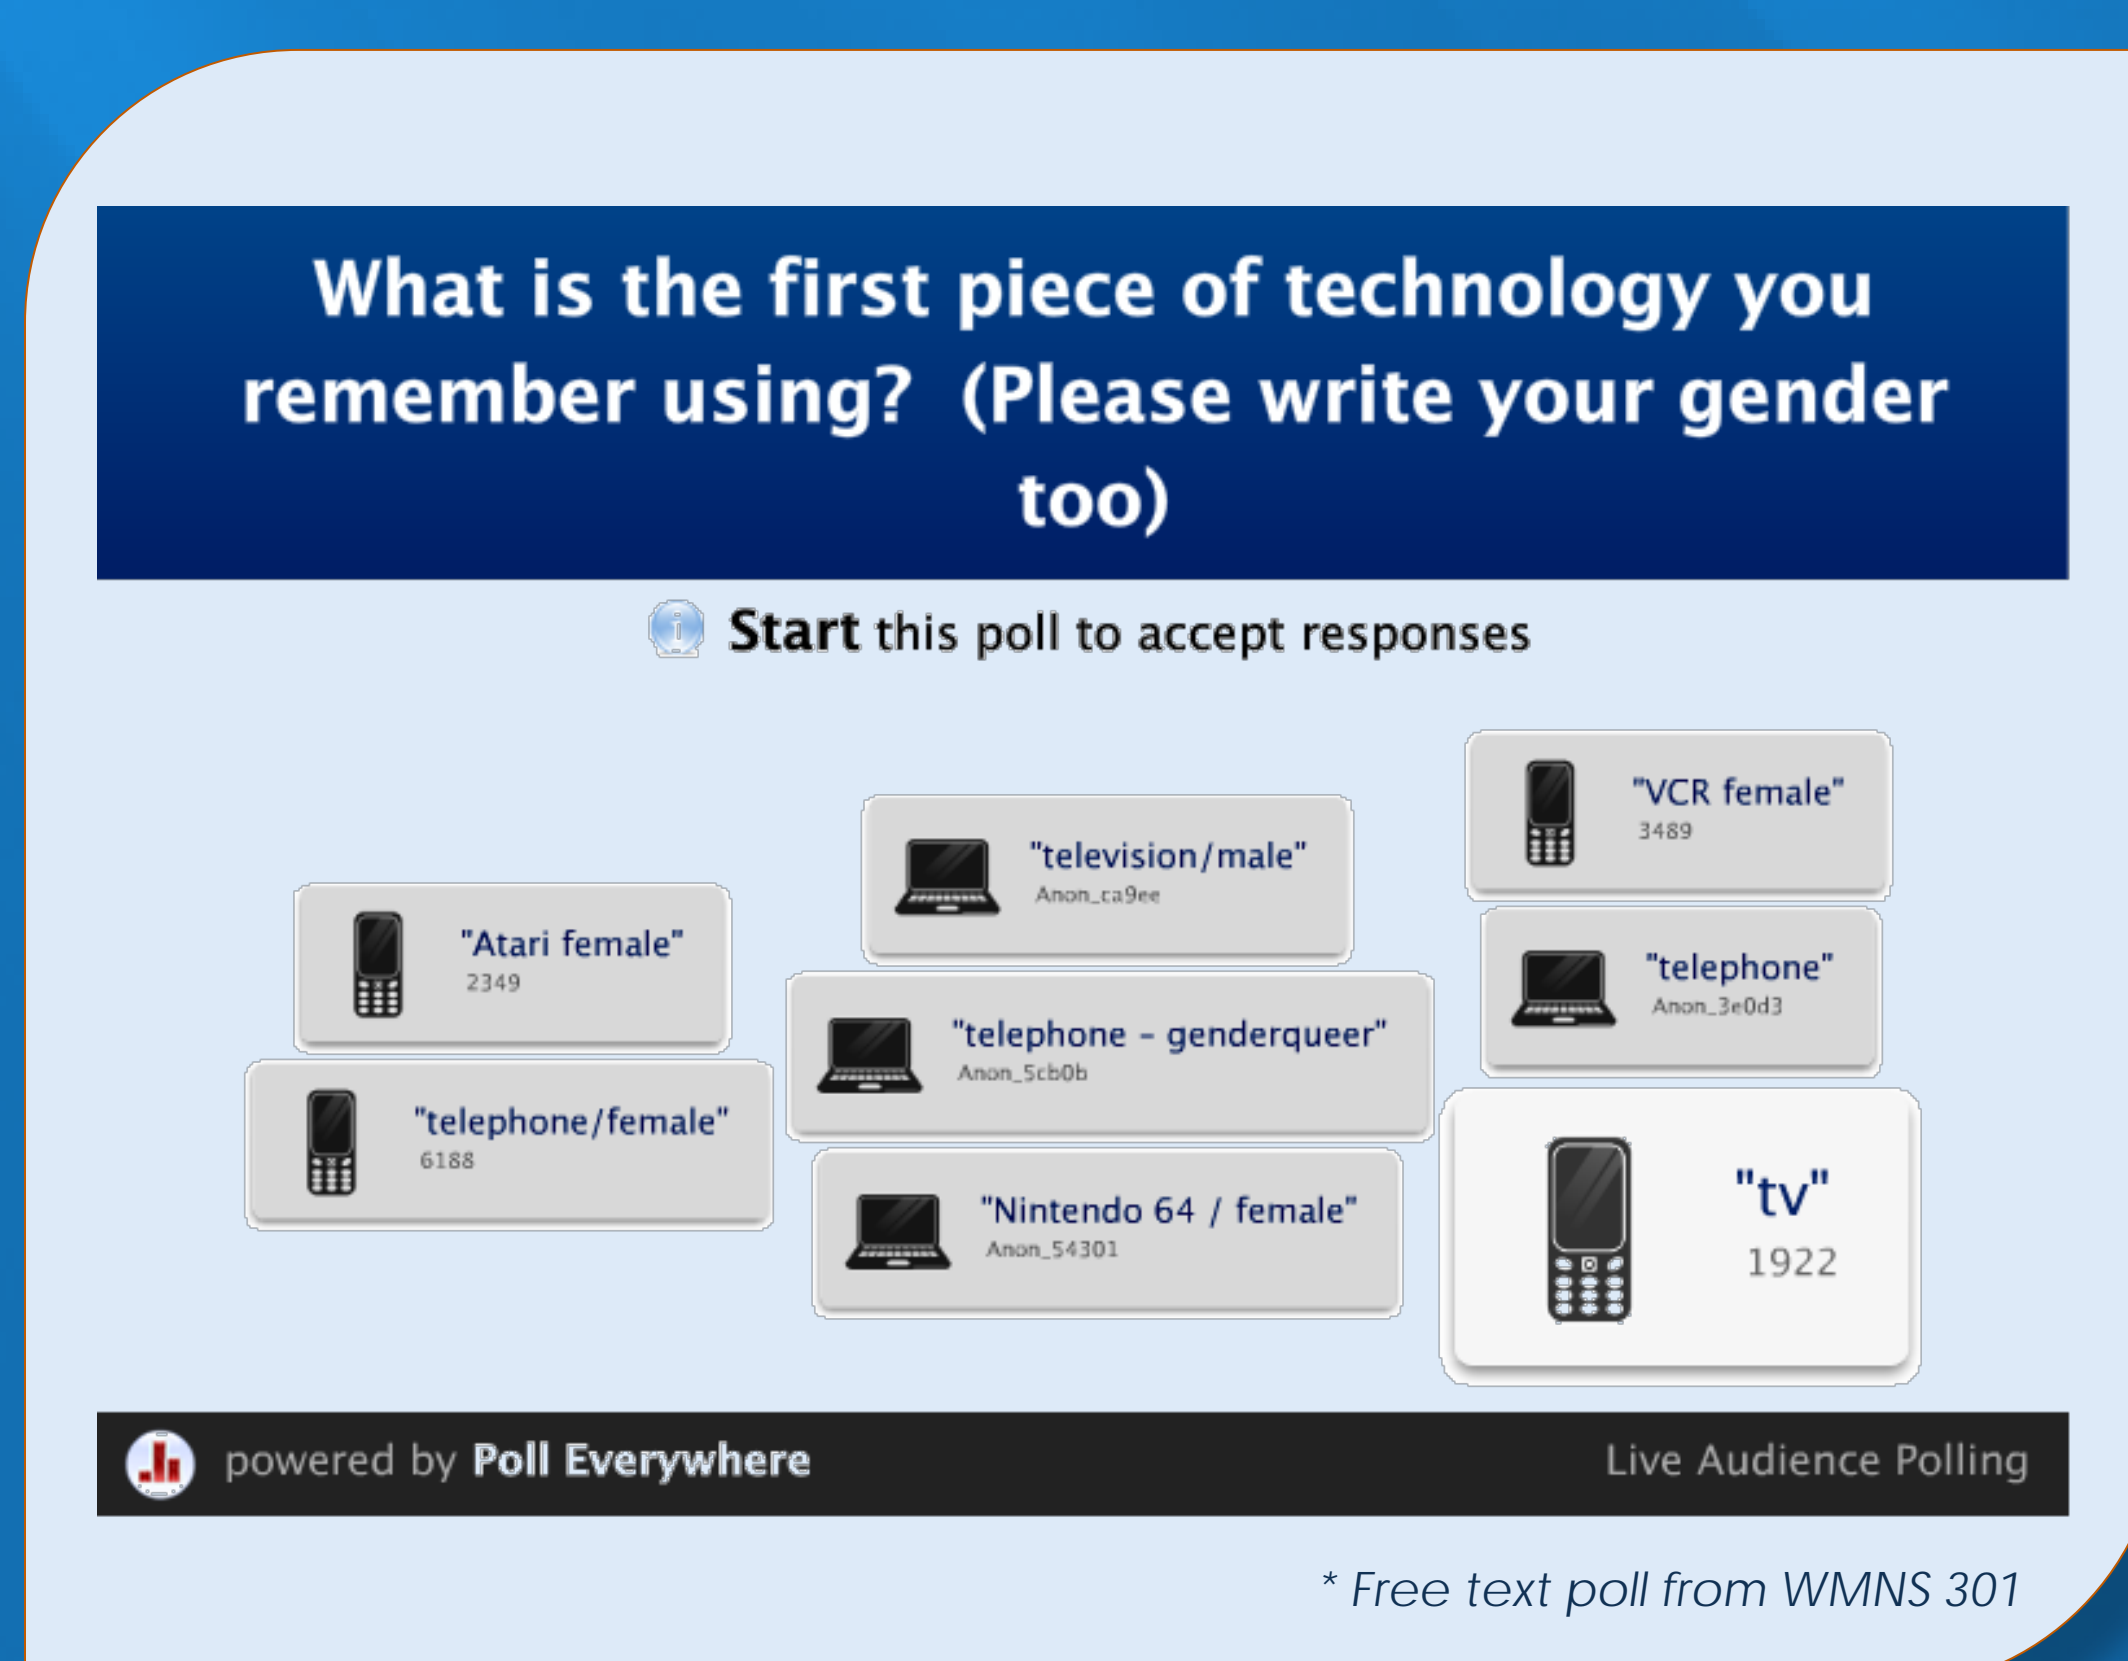 What is the first piece of technology you
remember using?  (Please write your gender
too)
Start this poll to accept responses
"Atari female"
2349
"telephone/female"
6188
"television/male"
Anon_ca9ee
"telephone - genderqueer"
Anon_5cb0b
"Nintendo 64 / female"
Anon_54301
"VCR female"
3489
"telephone"
Anon_3e0d3
"tv"
1922
powered by Poll Everywhere
Live Audience Polling
* Free text poll from WMNS 301